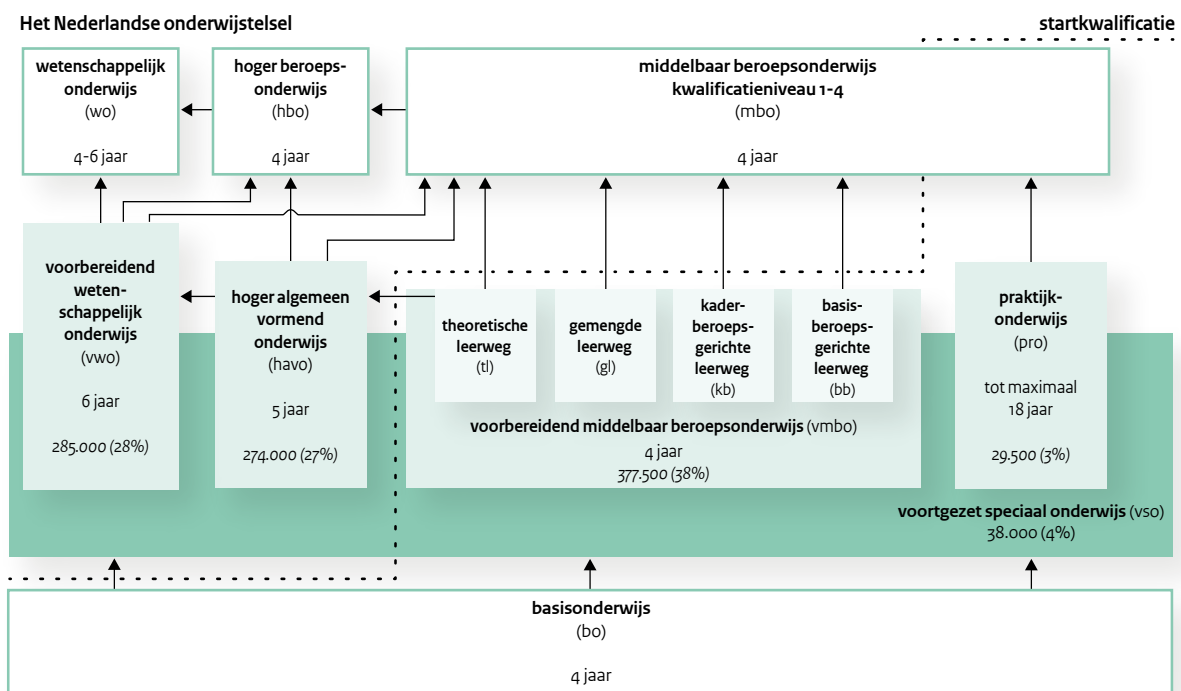 Het Nederlandse onderwijstelsel
startkwalificatie
wetenschappelijk
onderwijs
(wo)
4-6 jaar
hoger beroeps-
onderwijs
(hbo)
4 jaar
middelbaar beroepsonderwijs
kwalificatieniveau 1-4
(mbo)
4 jaar
voorbereidend
weten-
schappelijk
onderwijs
(vwo)
6 jaar
285.000 (28%)
hoger algemeen
vormend
onderwijs
(havo)
5 jaar
274.000 (27%)
theoretische
leerweg
(tl)
gemengde
leerweg
(gl)
kader-
beroeps-
gerichte
leerweg
(kb)
basis-
beroeps-
gerichte
leerweg
(bb)
voorbereidend middelbaar beroepsonderwijs (vmbo)
4 jaar
377.500 (38%)
praktijk-
onderwijs
(pro)
tot maximaal
18 jaar
29.500 (3%)
voortgezet speciaal onderwijs (vso)
38.000 (4%)
basisonderwijs
(bo)
4 jaar